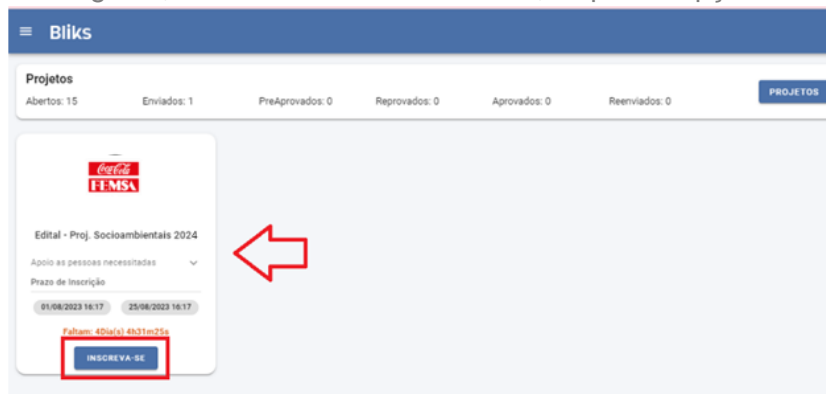 Bliks
Projetos
Abertos: 15 Enviados: 1 PreAprovados: 0 Reprovados: 0 Aprovados: 0 Reenviados: 0
PROJETOS
Coca-Cola
FEMSA
Edital - Proj. Socioambientais 2024
Apoio as pessoas necessitadas
Prazo de Inscrição
01/08/2023 16:17 25/08/2023 16:17
Faltam: 4Dia(s) 4h31m25s
INSCREVA-SE